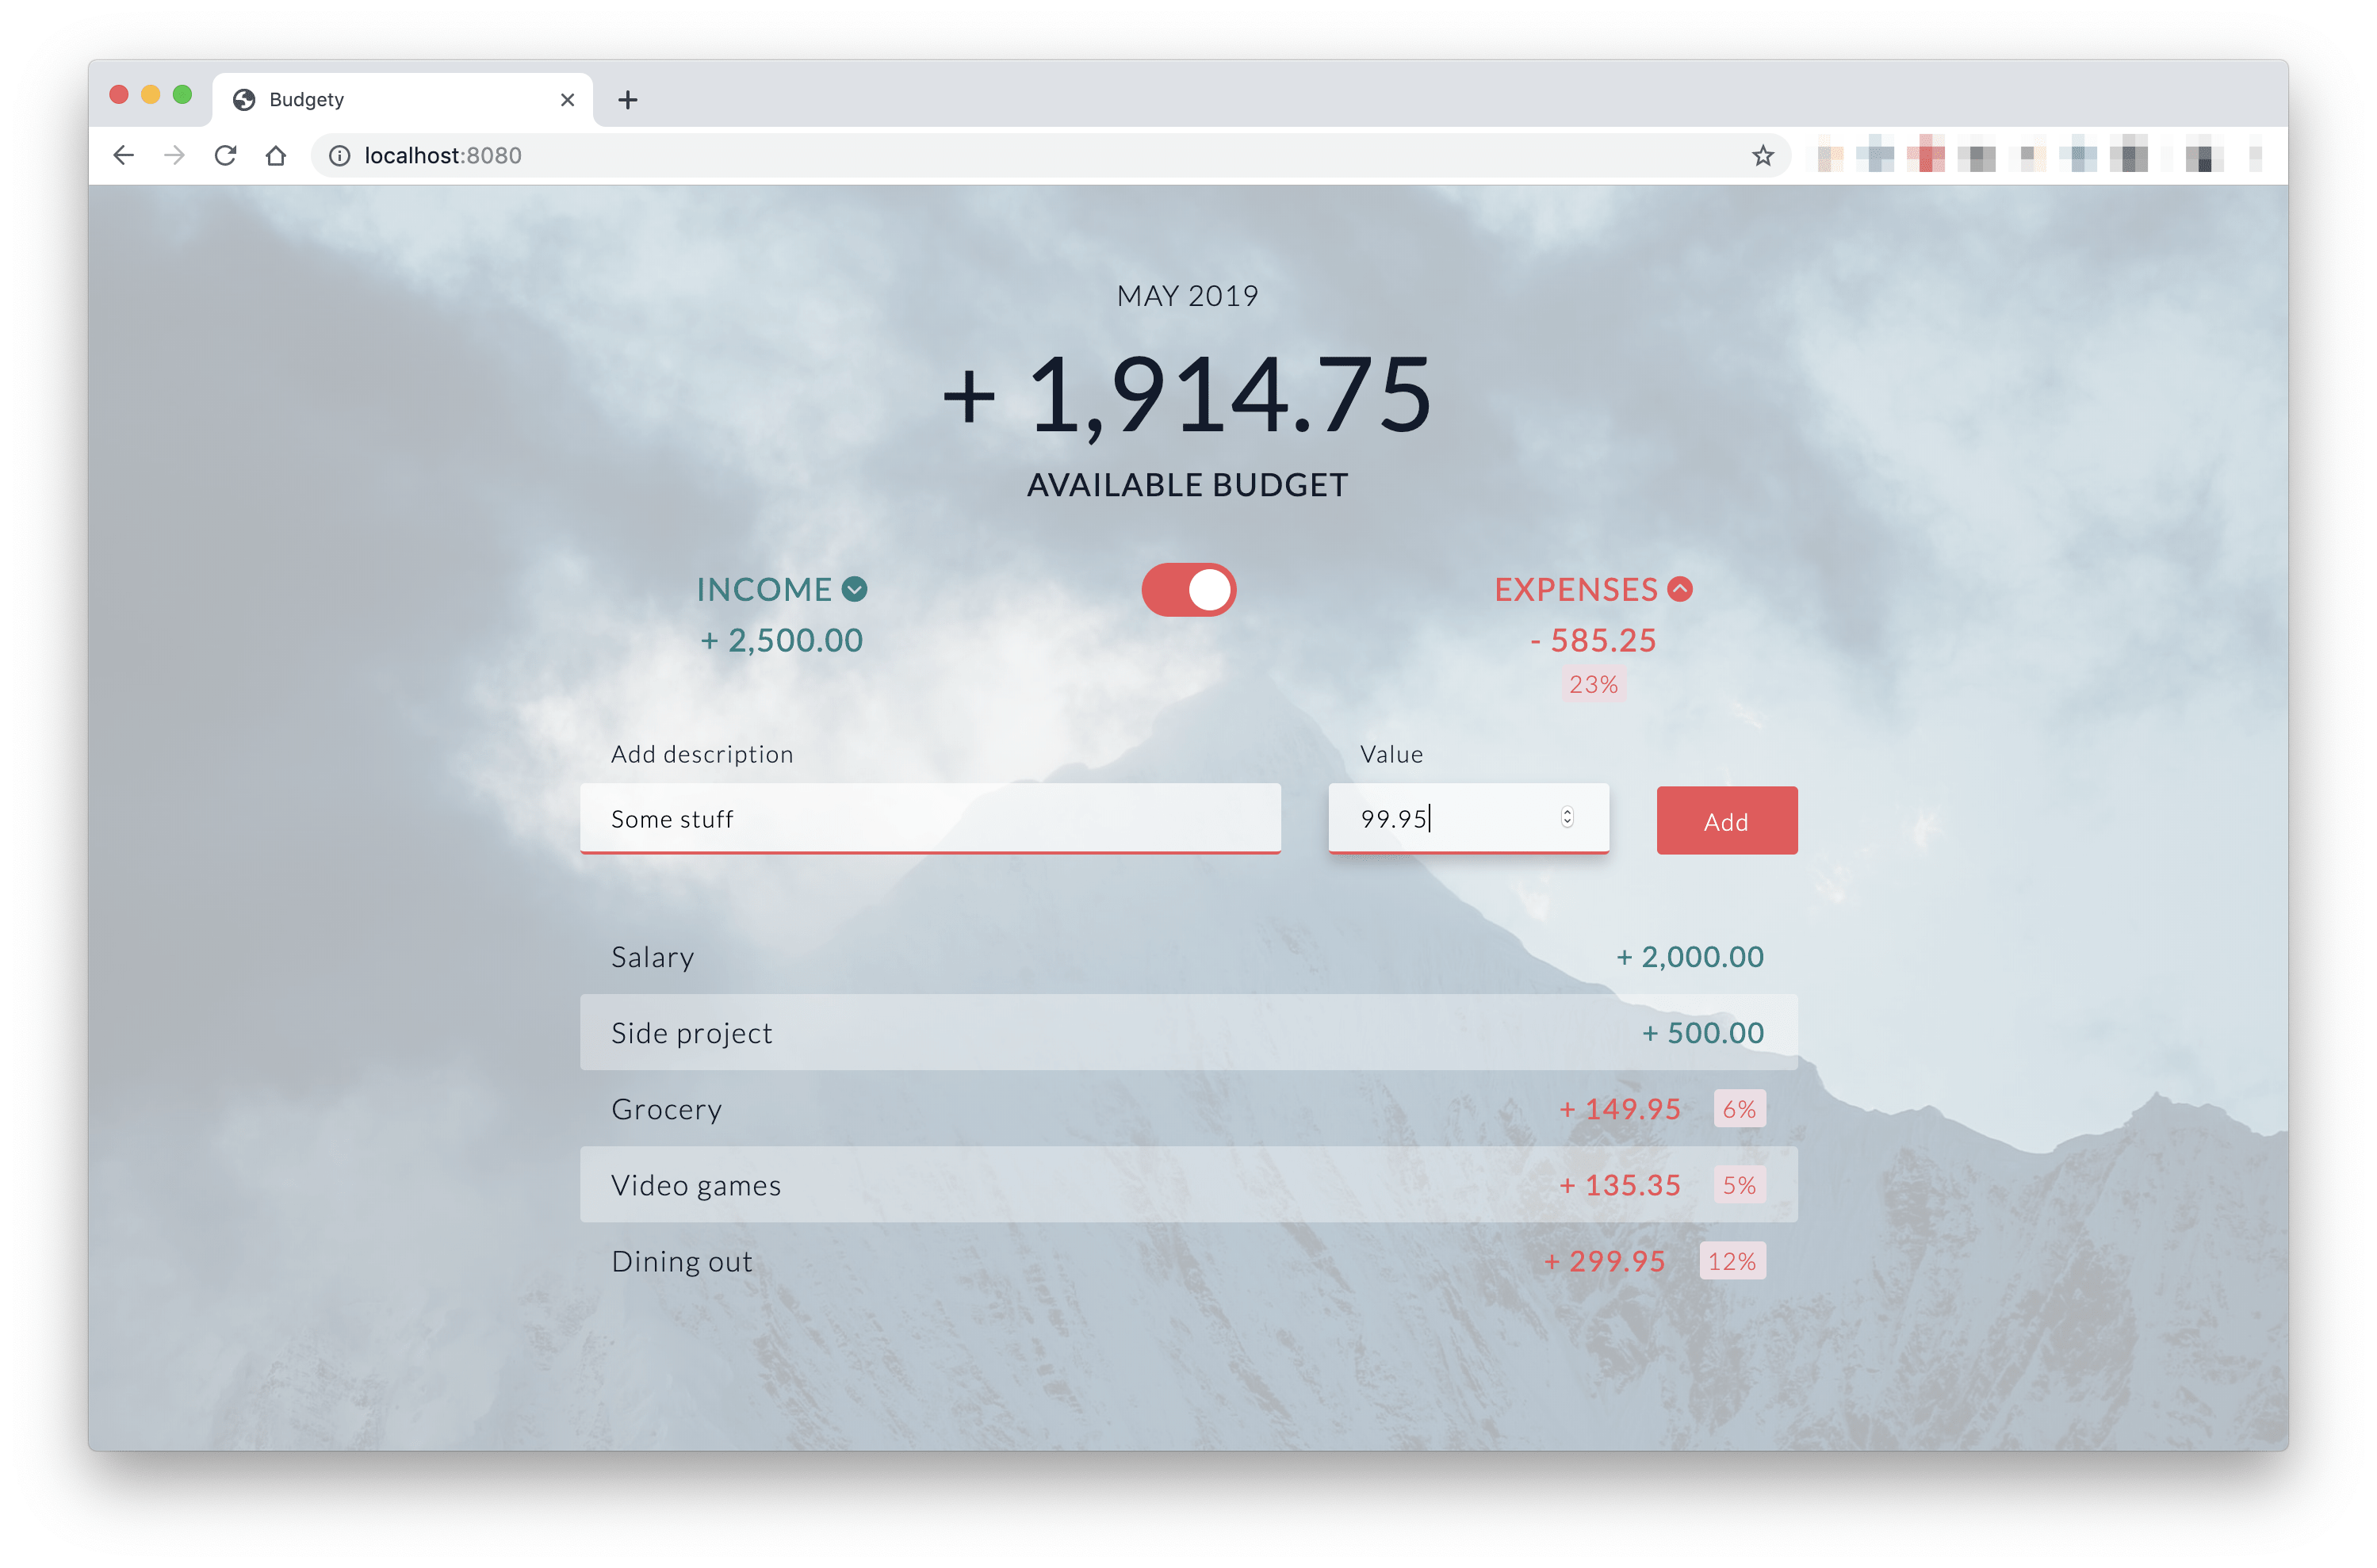 Budgety
localhost:8080
MAY 2019
+ 1,914.75
AVAILABLE BUDGET
INCOME
+ 2,500.00
EXPENSES
- 585.25
23%
Add description
Value
Some stuff
99.95
Add
Salary + 2,000.00
Side project + 500.00
Grocery + 149.95 6%
Video games + 135.35 5%
Dining out + 299.95 12%